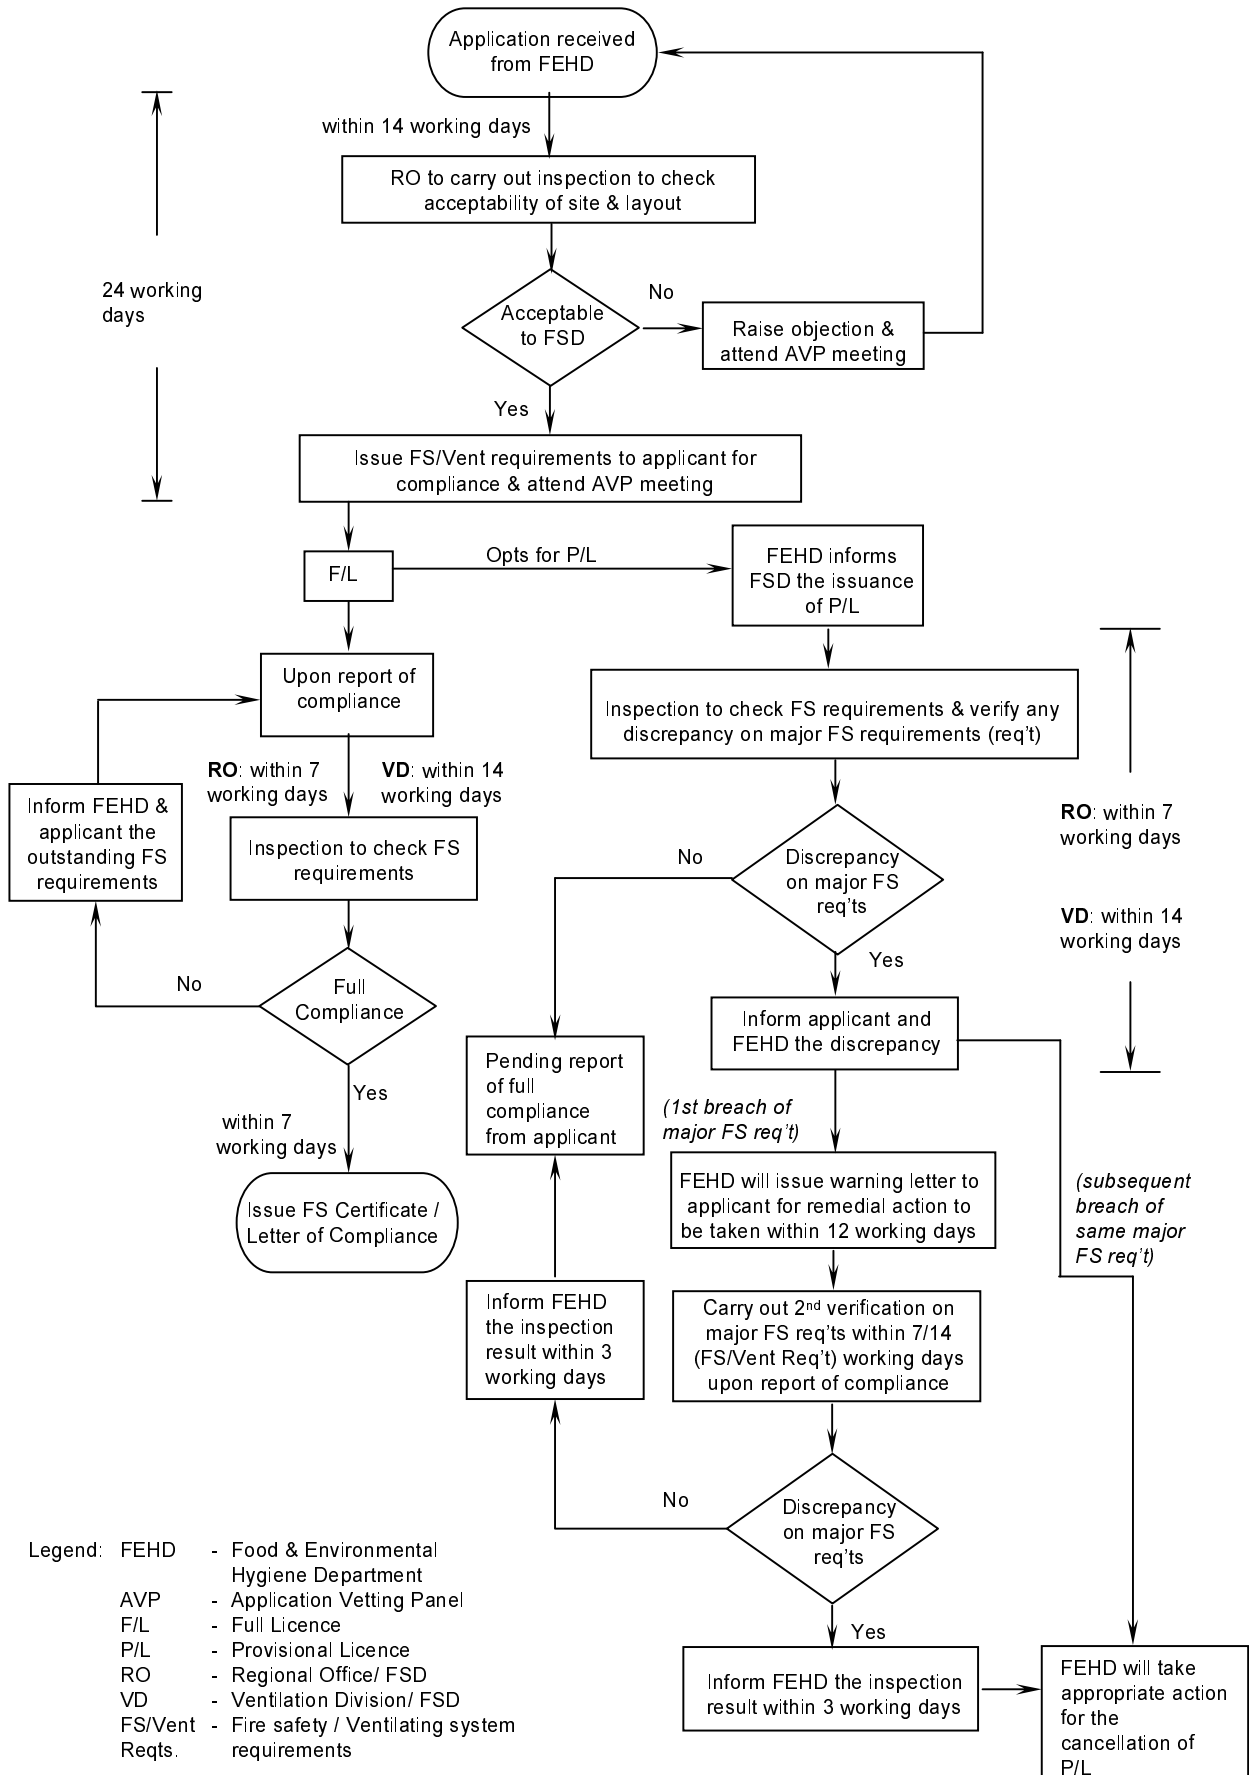 Application received
from FEHD
within 14 working days
RO to carry out inspection to check
acceptability of site & layout
24 working
days
Acceptable
to FSD
No
Raise objection &
attend AVP meeting
Yes
Issue FS/Vent requirements to applicant for
compliance & attend AVP meeting
F/L
Opts for P/L
FEHD informs
FSD the issuance
of P/L
Upon report of
compliance
RO: within 7
working days
VD: within 14
working days
Inform FEHD &
applicant the
outstanding FS
requirements
Inspection to check FS
requirements
No
Full
Compliance
Yes
within 7
working days
Issue FS Certificate /
Letter of Compliance
Inspection to check FS requirements & verify any
discrepancy on major FS requirements (req't)
RO: within 7
working days
VD: within 14
working days
No
Discrepancy
on major FS
req'ts
Yes
Inform applicant and
FEHD the discrepancy
Pending report
of full
compliance
from applicant
(1st breach of
major FS req't)
FEHD will issue warning letter to
applicant for remedial action to
be taken within 12 working days
(subsequent
breach of
same major
FS req't)
Inform FEHD
the inspection
result within 3
working days
Carry out 2nd verification on
major FS req'ts within 7/14
(FS/Vent Req't) working days
upon report of compliance
No
Discrepancy
on major FS
req'ts
Yes
Inform FEHD the inspection
result within 3 working days
FEHD will take
appropriate action
for the
cancellation of
P/L
Legend: FEHD - Food & Environmental
Hygiene Department
AVP - Application Vetting Panel
F/L - Full Licence
P/L - Provisional Licence
RO - Regional Office/ FSD
VD - Ventilation Division/ FSD
FS/Vent - Fire safety / Ventilating system
Reqts. requirements